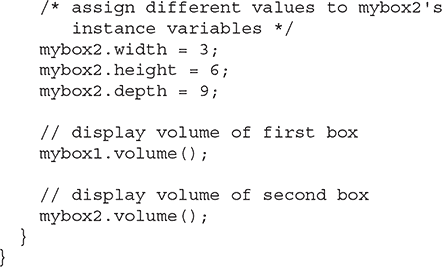 /* assign different values to mybox2's
instance variables */
mybox2.width = 3;
mybox2.height = 6;
mybox2.depth = 9;
// display volume of first box
mybox1.volume();
// display volume of second box
mybox2.volume();
}
}